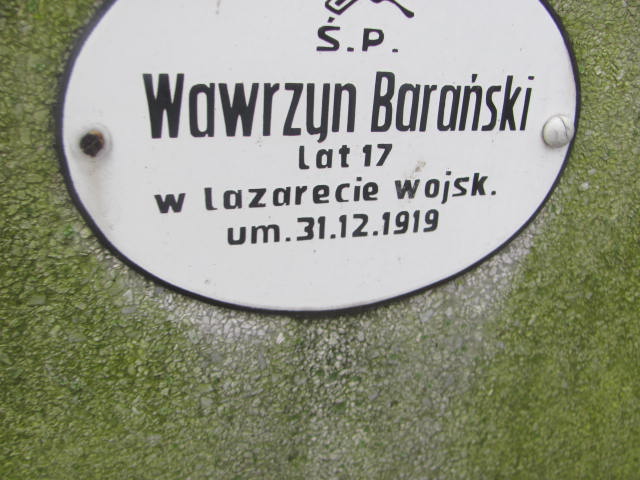 Ś.P.
Wawrzyn Barański
lat 17
w lazarecie wojsk.
um. 31.12.1919